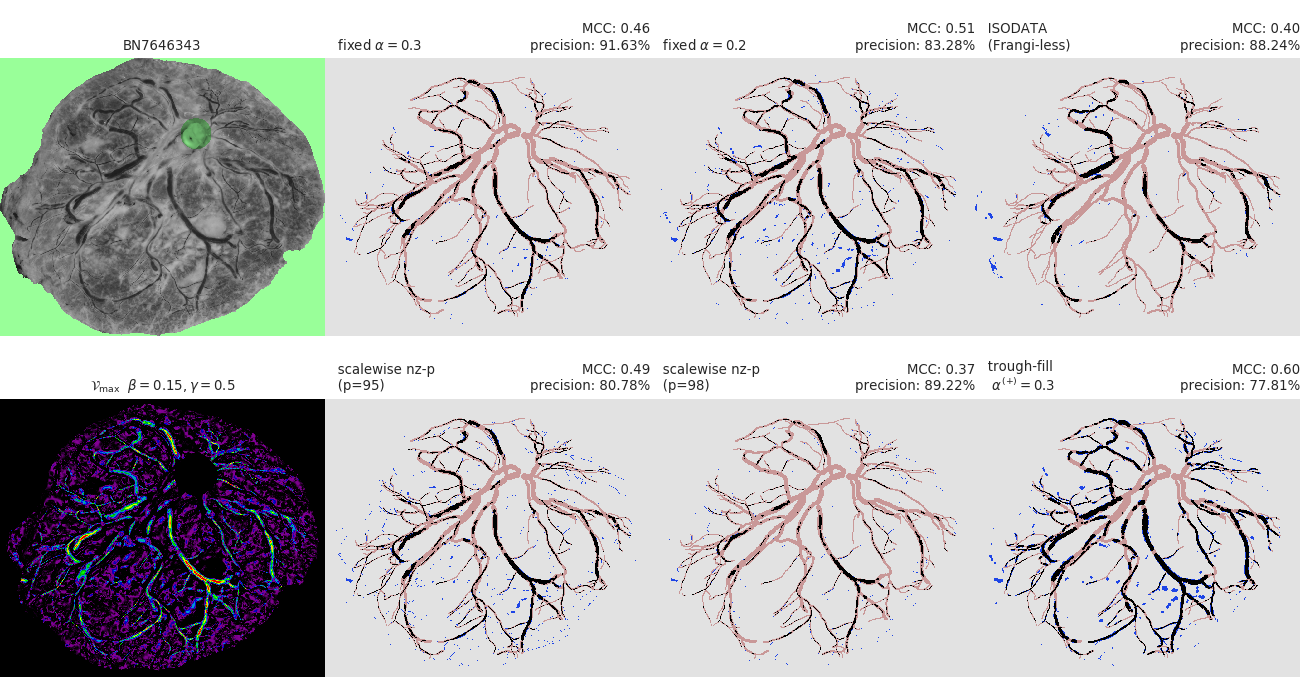 BN7646343
fixed α = 0.3
MCC: 0.46
precision: 91.63%
fixed α = 0.2
MCC: 0.51
precision: 83.28%
ISODATA
(Frangi-less)
MCC: 0.40
precision: 88.24%
𝒱max β = 0.15, γ = 0.5
scalewise nz-p
(p=95)
MCC: 0.49
precision: 80.78%
scalewise nz-p
(p=98)
MCC: 0.37
precision: 89.22%
trough-fill
α(+) = 0.3
MCC: 0.60
precision: 77.81%